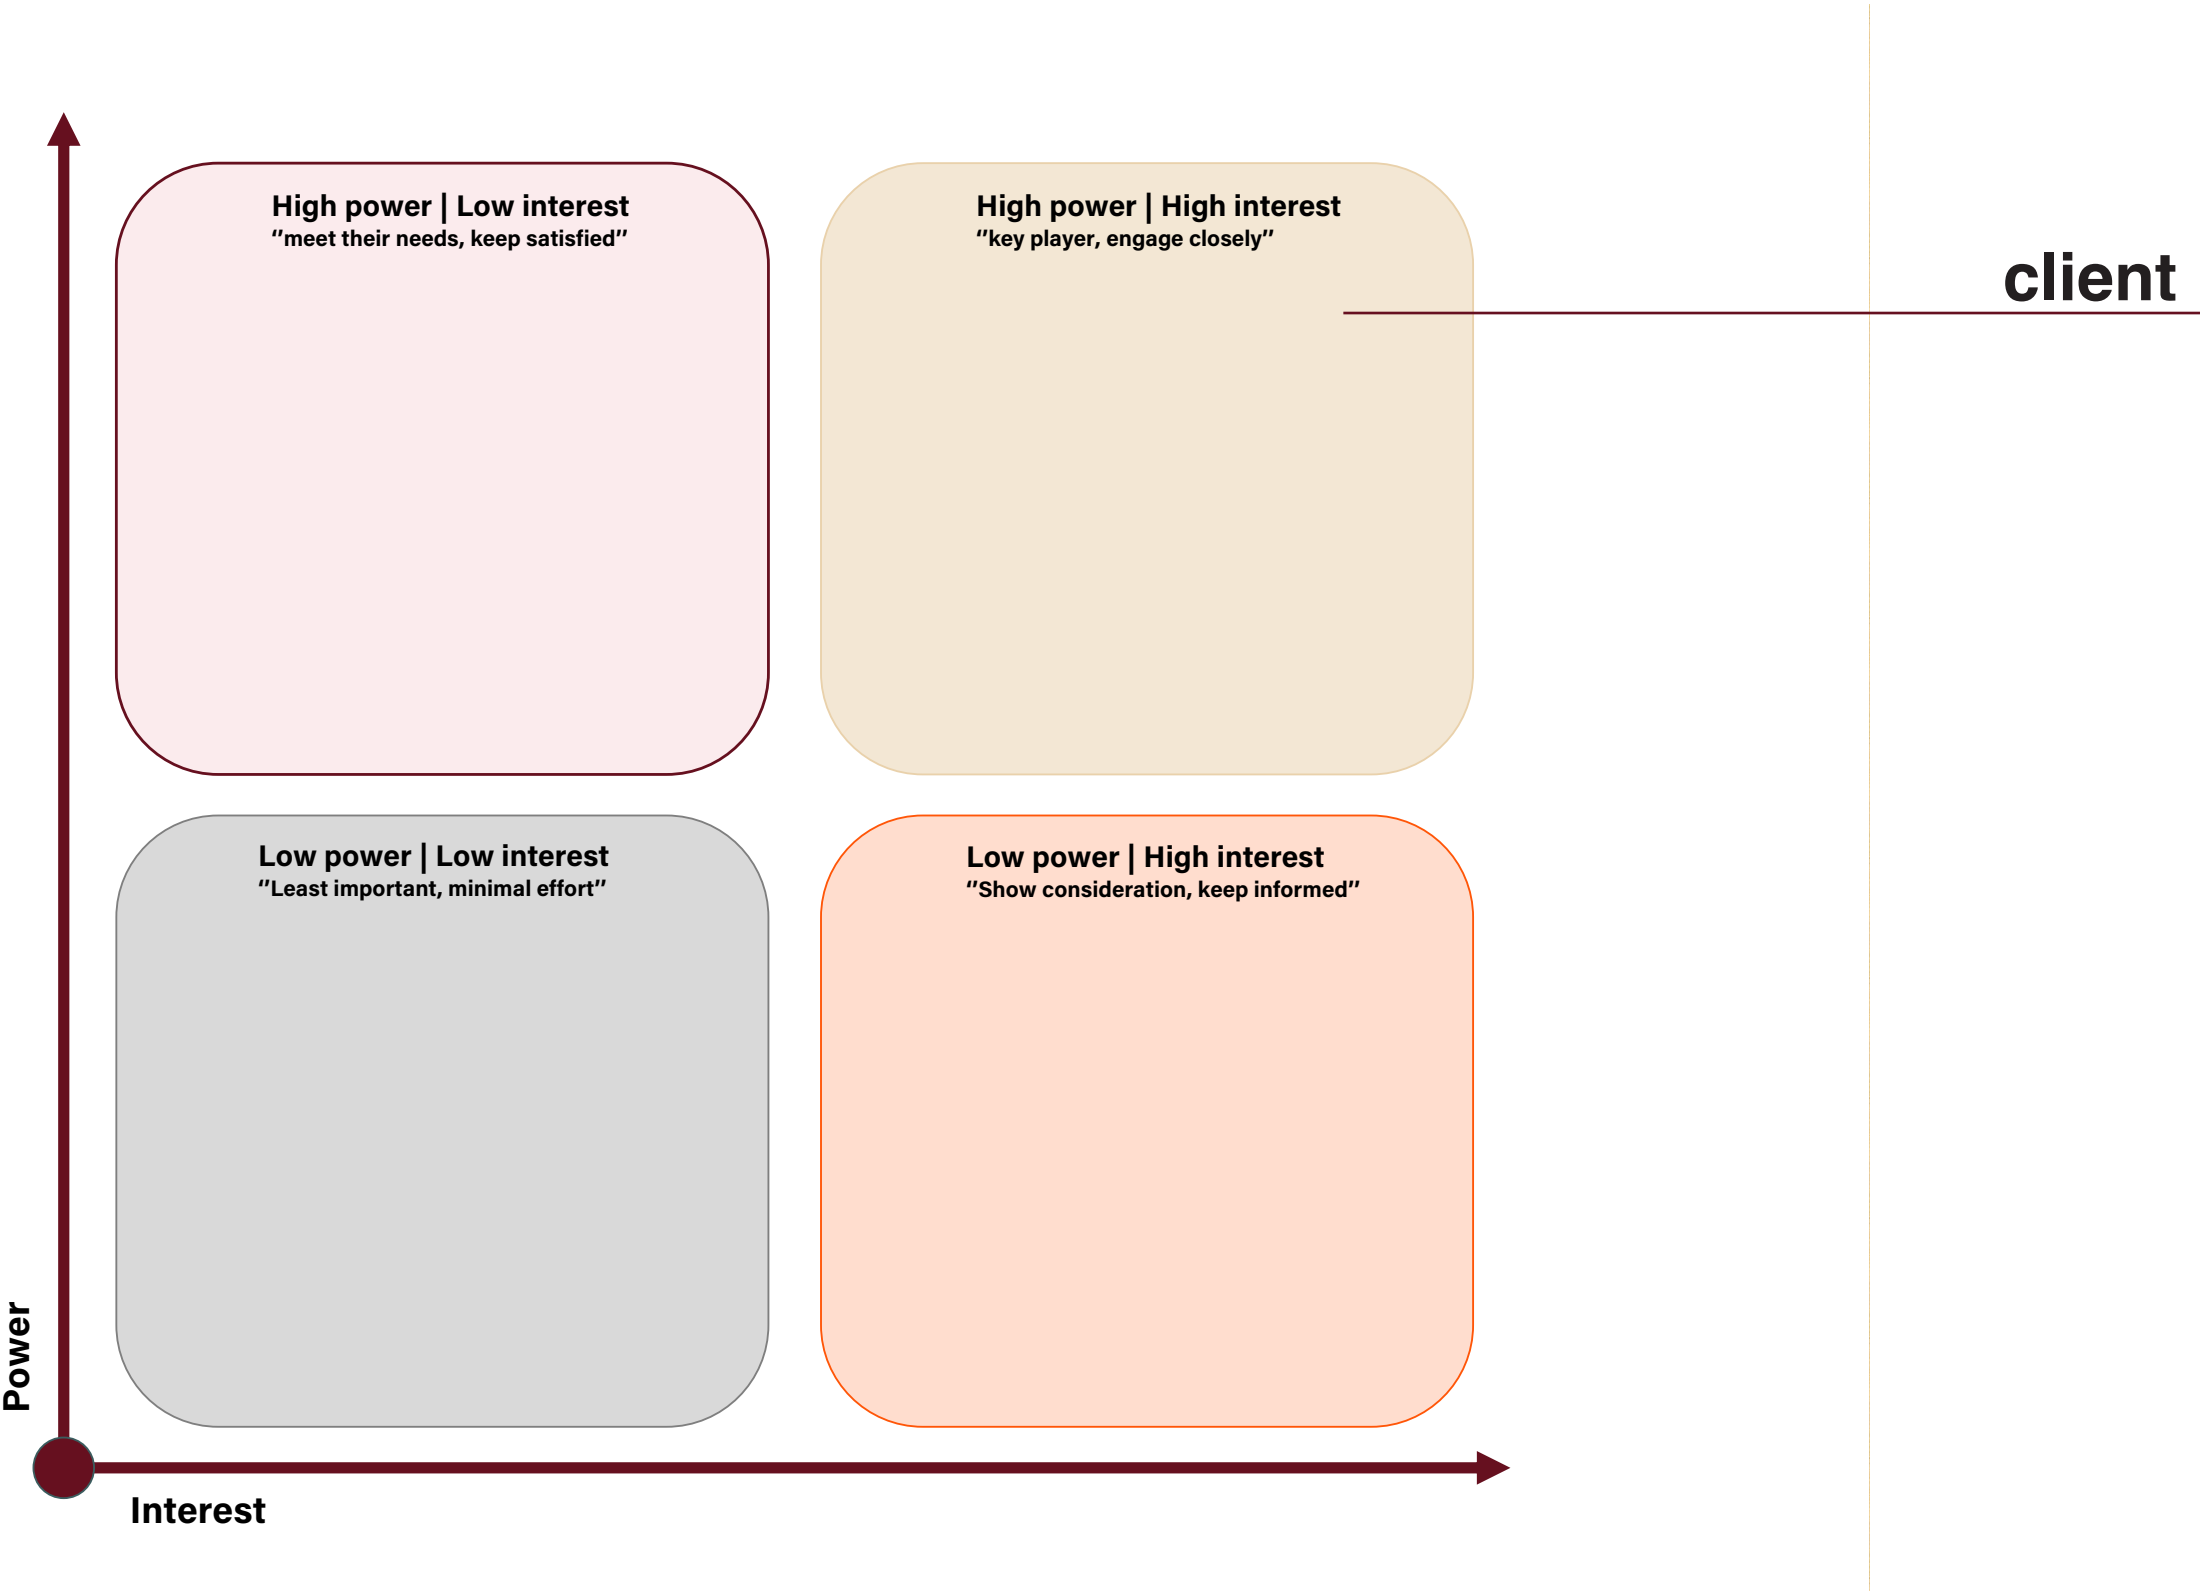 High power | Low interest
‘’meet their needs, keep satisfied’’
High power | High interest
‘’key player, engage closely’’
client
Low power | Low interest
‘’Least important, minimal effort’’
Low power | High interest
‘’Show consideration, keep informed’’
Power
Interest